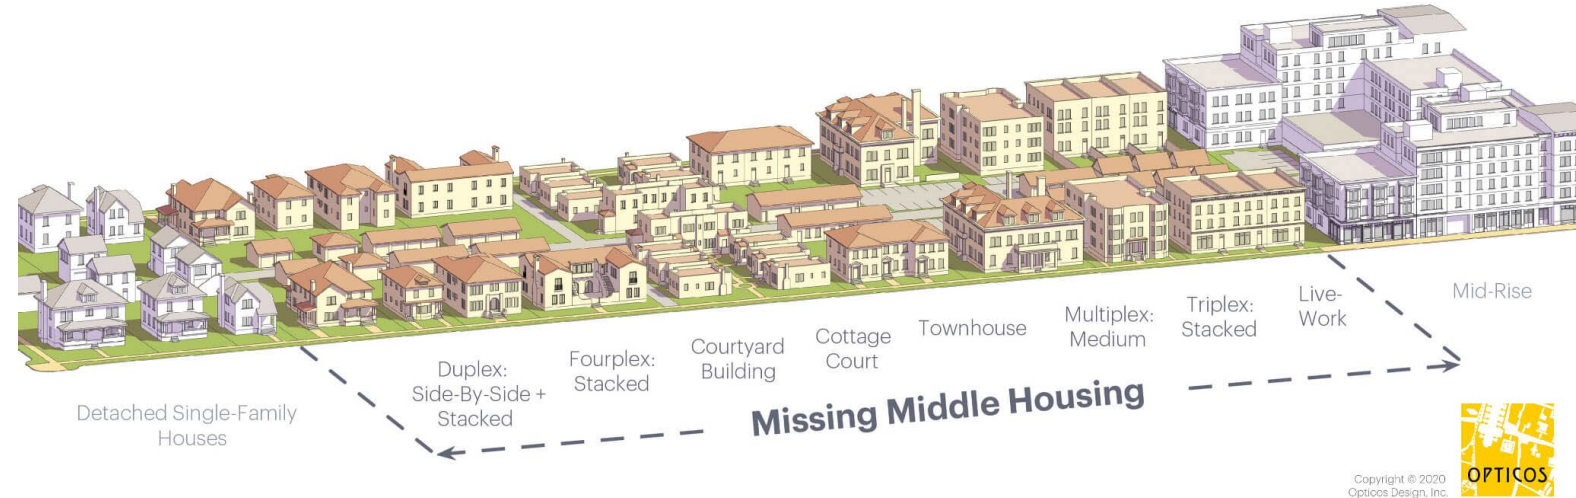 Detached Single-Family
Houses
Duplex:
Side-By-Side +
Stacked
Fourplex:
Stacked
Courtyard
Building
Cottage
Court
Townhouse
Multiplex:
Medium
Triplex:
Stacked
Live-
Work
Mid-Rise
Missing Middle Housing
Copyright © 2020
Opticos Design, Inc.
OPTICOS